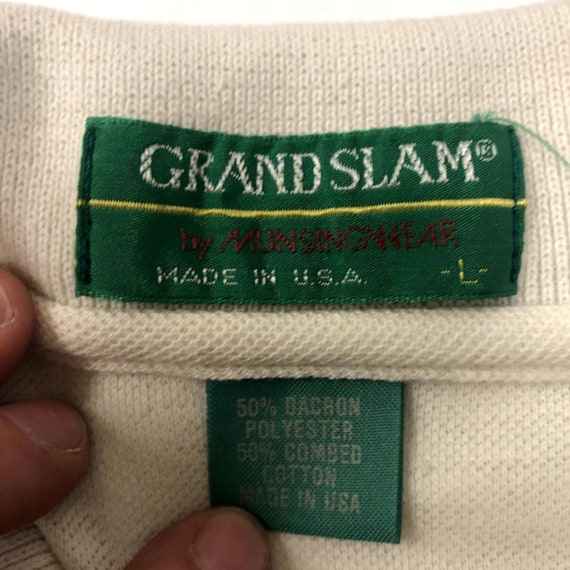 GRAND SLAM®
by MUNSINGWEAR
MADE IN U.S.A. -L-
50% DACRON
POLYESTER
50% COMBED
COTTON
MADE IN USA